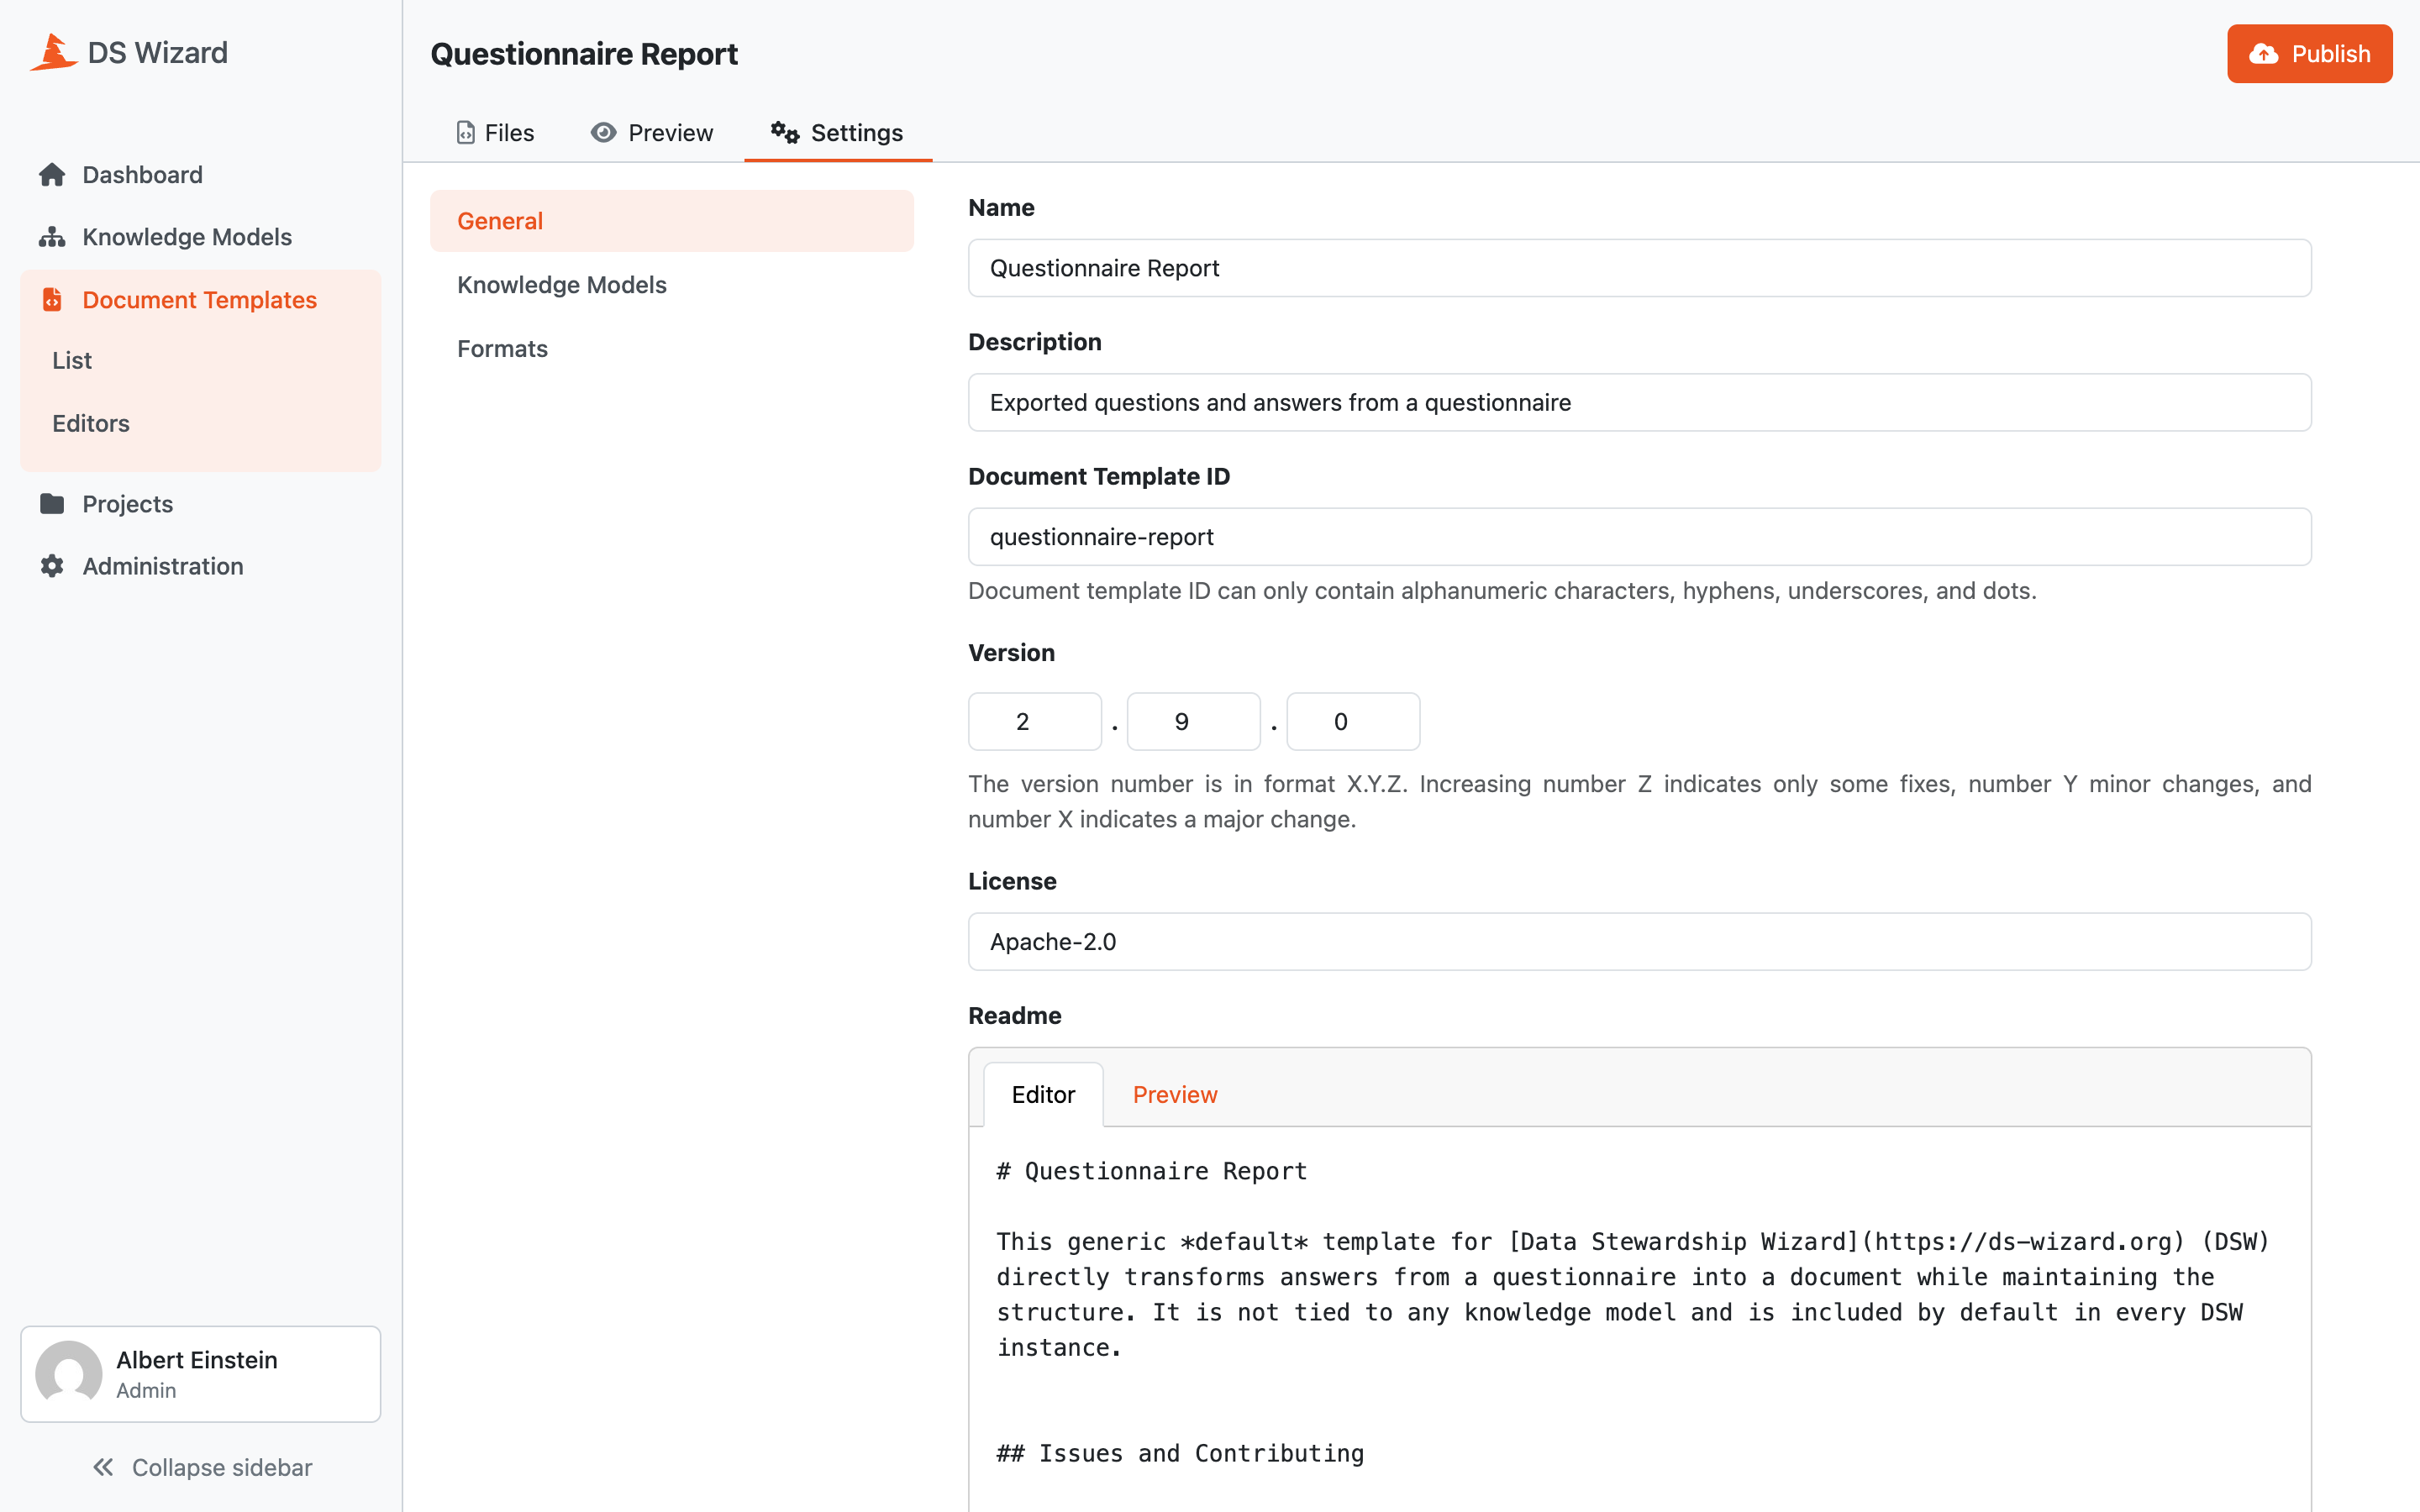 DS Wizard
Dashboard
Knowledge Models
Document Templates
List
Editors
Projects
Administration
Albert Einstein
Admin
Collapse sidebar
Questionnaire Report
Publish
Files
Preview
Settings
General
Knowledge Models
Formats
Name
Questionnaire Report
Description
Exported questions and answers from a questionnaire
Document Template ID
questionnaire-report
Document template ID can only contain alphanumeric characters, hyphens, underscores, and dots.
Version
2 . 9 . 0
The version number is in format X.Y.Z. Increasing number Z indicates only some fixes, number Y minor changes, and
number X indicates a major change.
License
Apache-2.0
Readme
Editor
Preview
# Questionnaire Report
This generic *default* template for [Data Stewardship Wizard](https://ds-wizard.org) (DSW)
directly transforms answers from a questionnaire into a document while maintaining the
structure. It is not tied to any knowledge model and is included by default in every DSW
instance.
## Issues and Contributing